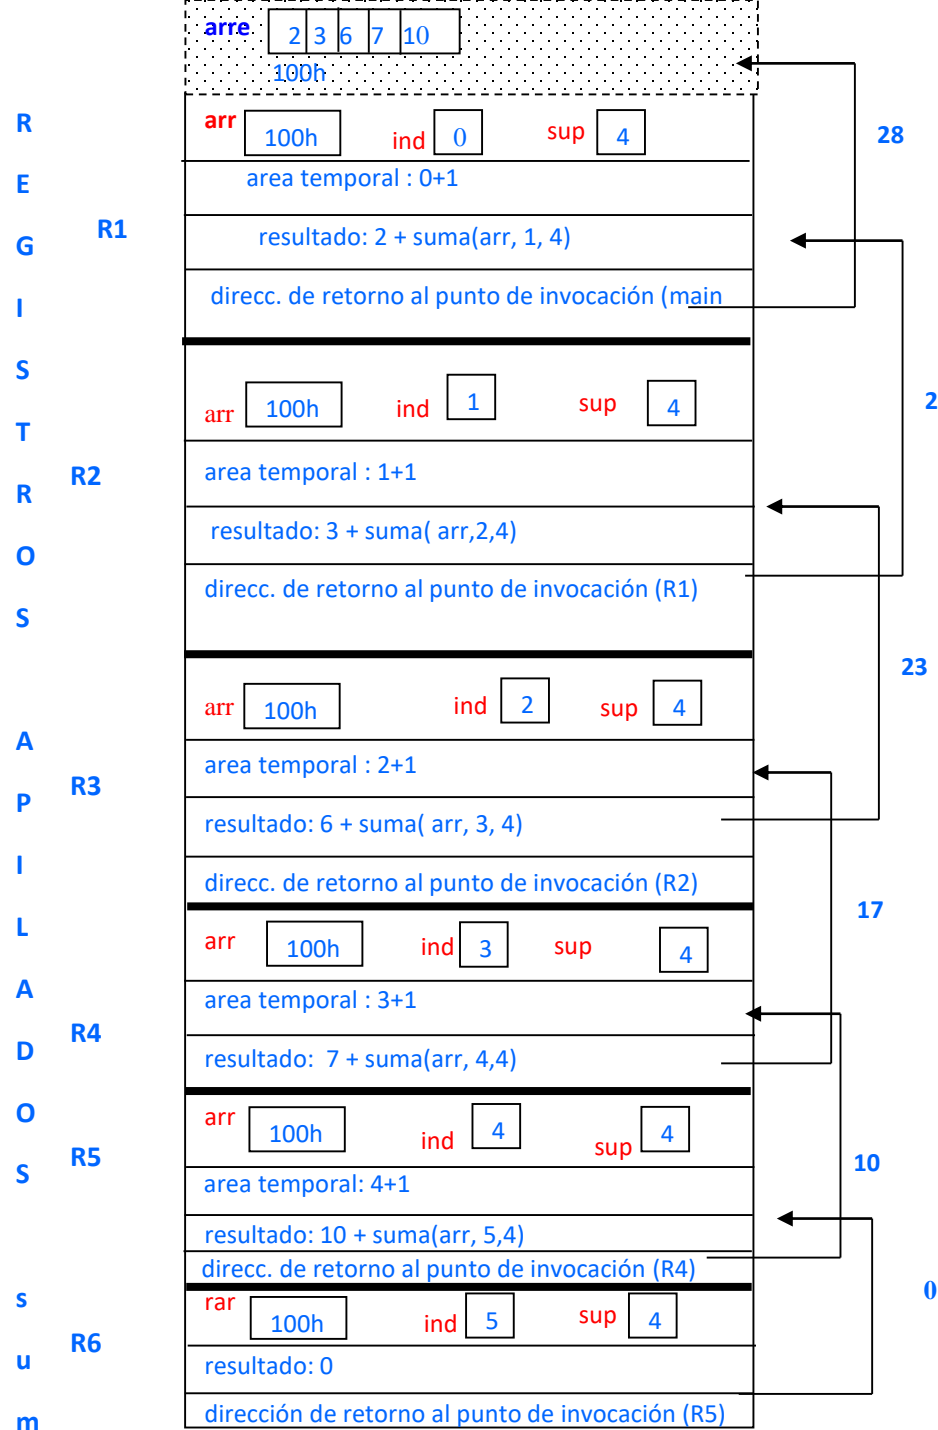 arre 2 3 6 7 10
100h
arr 100h ind 0 sup 4
area temporal : 0+1
resultado: 2 + suma(arr, 1, 4)
direcc. de retorno al punto de invocación (main
28
R1
arr 100h ind 1 sup 4
area temporal : 1+1
resultado: 3 + suma( arr,2,4)
direcc. de retorno al punto de invocación (R1)
2
R2
arr 100h ind 2 sup 4
area temporal : 2+1
resultado: 6 + suma( arr, 3, 4)
direcc. de retorno al punto de invocación (R2)
23
R3
arr 100h ind 3 sup 4
area temporal : 3+1
resultado: 7 + suma(arr, 4,4)
17
R4
arr 100h ind 4 sup 4
area temporal: 4+1
resultado: 10 + suma(arr, 5,4)
direcc. de retorno al punto de invocación (R4)
10
R5
rar 100h ind 5 sup 4
resultado: 0
dirección de retorno al punto de invocación (R5)
0
R6
R
E
G
I
S
T
R
O
S
A
P
I
L
A
D
O
S
s
u
m